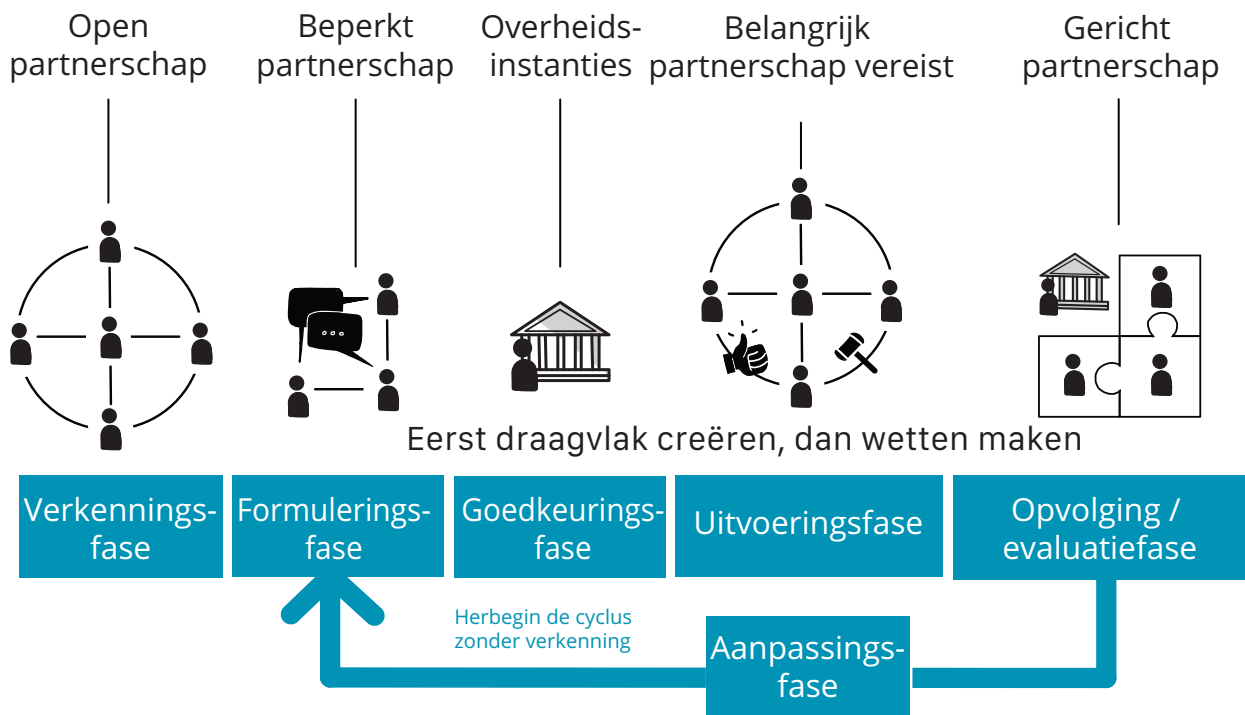 Open
partnerschap
Beperkt
partnerschap
Overheids-
instanties
Belangrijk
partnerschap vereist
Gericht
partnerschap
Eerst draagvlak creëren, dan wetten maken
Verkennings-
fase
Formulerings-
fase
Goedkeurings-
fase
Uitvoeringsfase
Opvolging /
evaluatiefase
Herbegin de cyclus
zonder verkenning
Aanpassings-
fase